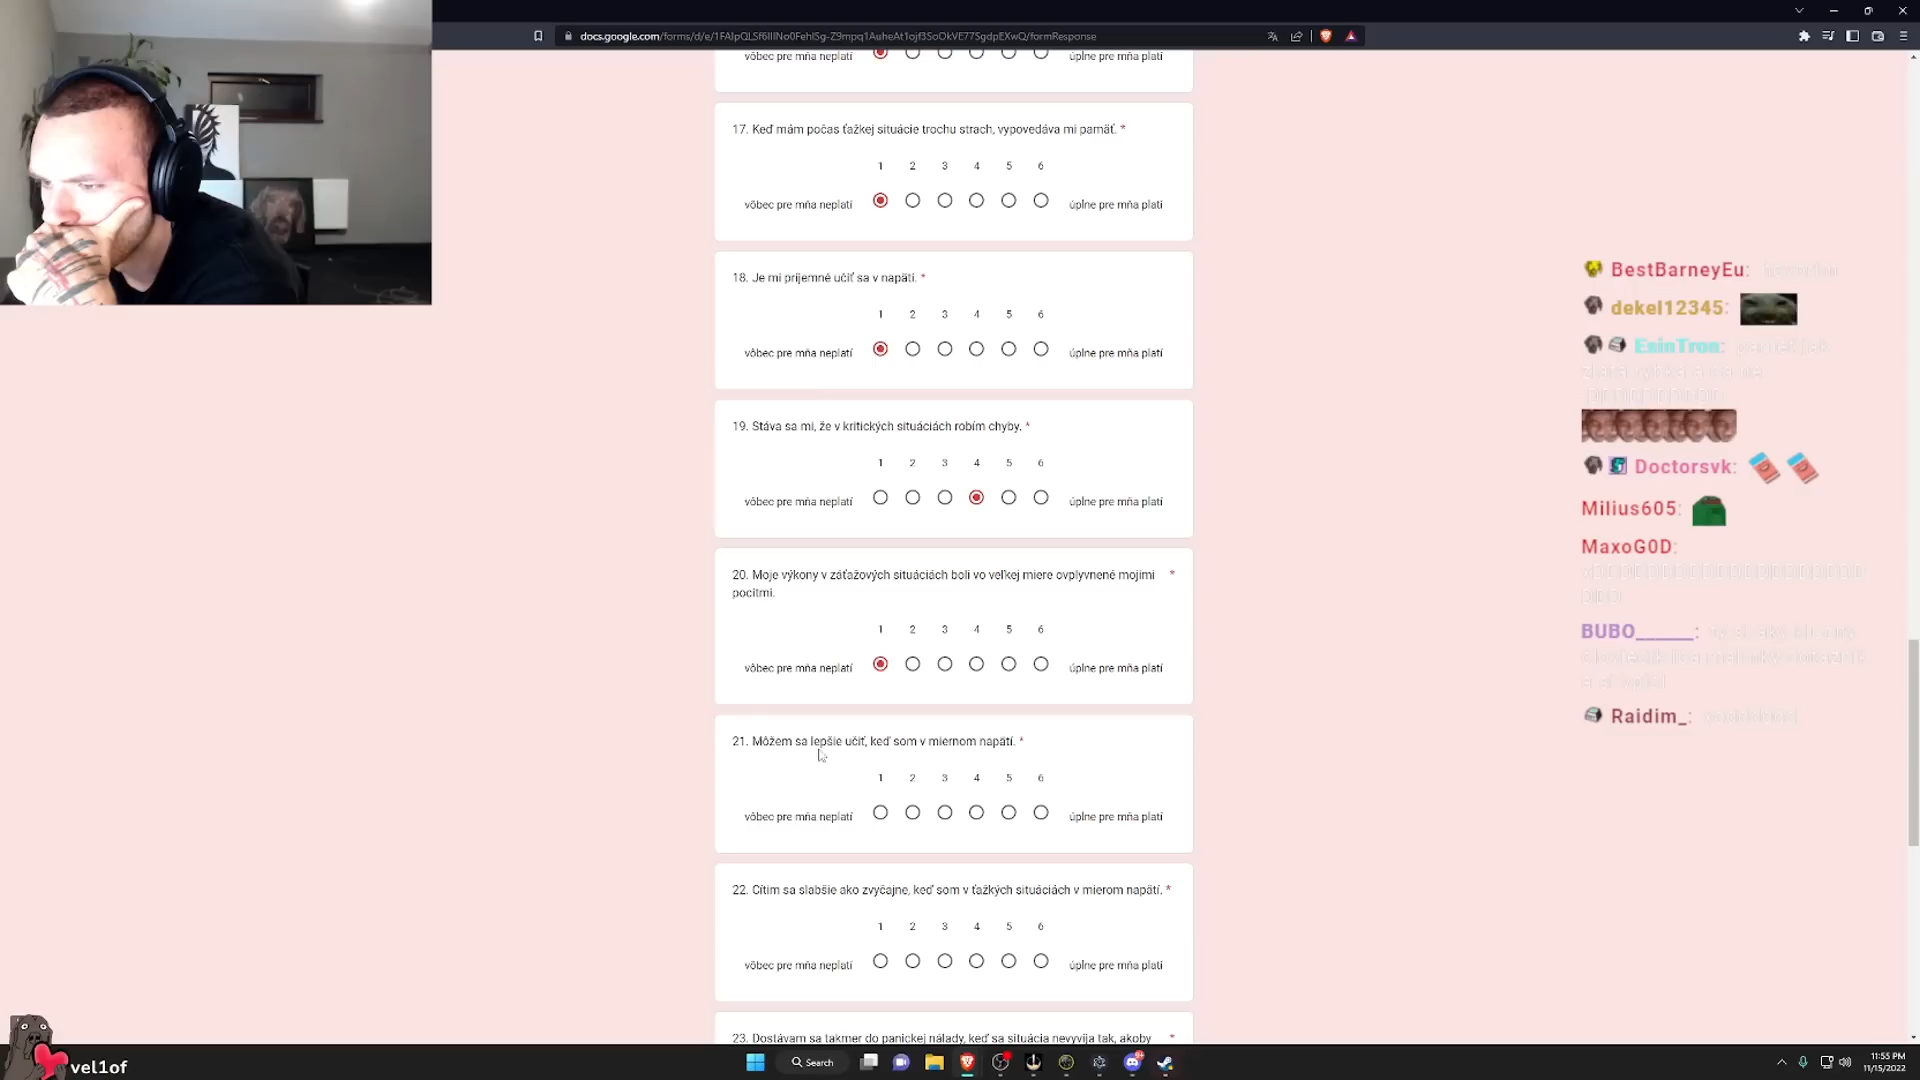 docs.google.com/forms/d/e/1FAIpQLSf6IIINo0FehlSg-Z9mpq1AuheAt1ojf3SoOkVE77SgdpEXwQ/formResponse
vôbec pre mňa neplatí úplne pre mňa platí
17. Keď mám počas ťažkej situácie trochu strach, vypovedáva mi pamäť. *
1 2 3 4 5 6
vôbec pre mňa neplatí úplne pre mňa platí
18. Je mi príjemné učiť sa v napätí. *
1 2 3 4 5 6
vôbec pre mňa neplatí úplne pre mňa platí
19. Stáva sa mi, že v kritických situáciách robím chyby. *
1 2 3 4 5 6
vôbec pre mňa neplatí úplne pre mňa platí
20. Moje výkony v záťažových situáciách boli vo veľkej miere ovplyvnené mojimi *
pocitmi.
1 2 3 4 5 6
vôbec pre mňa neplatí úplne pre mňa platí
21. Môžem sa lepšie učiť, keď som v miernom napätí. *
1 2 3 4 5 6
vôbec pre mňa neplatí úplne pre mňa platí
22. Cítim sa slabšie ako zvyčajne, keď som v ťažkých situáciách v mierom napätí. *
1 2 3 4 5 6
vôbec pre mňa neplatí úplne pre mňa platí
23. Dostávam sa takmer do panickej nálady, keď sa situácia nevyvíja tak, akoby *
BestBarneyEu:
dekel12345:
EninTron:
Doctorsvk:
Milius605:
MaxoG0D:
BUBO______:
Raidim_:
vel1of
Search
11:55 PM
11/15/2022